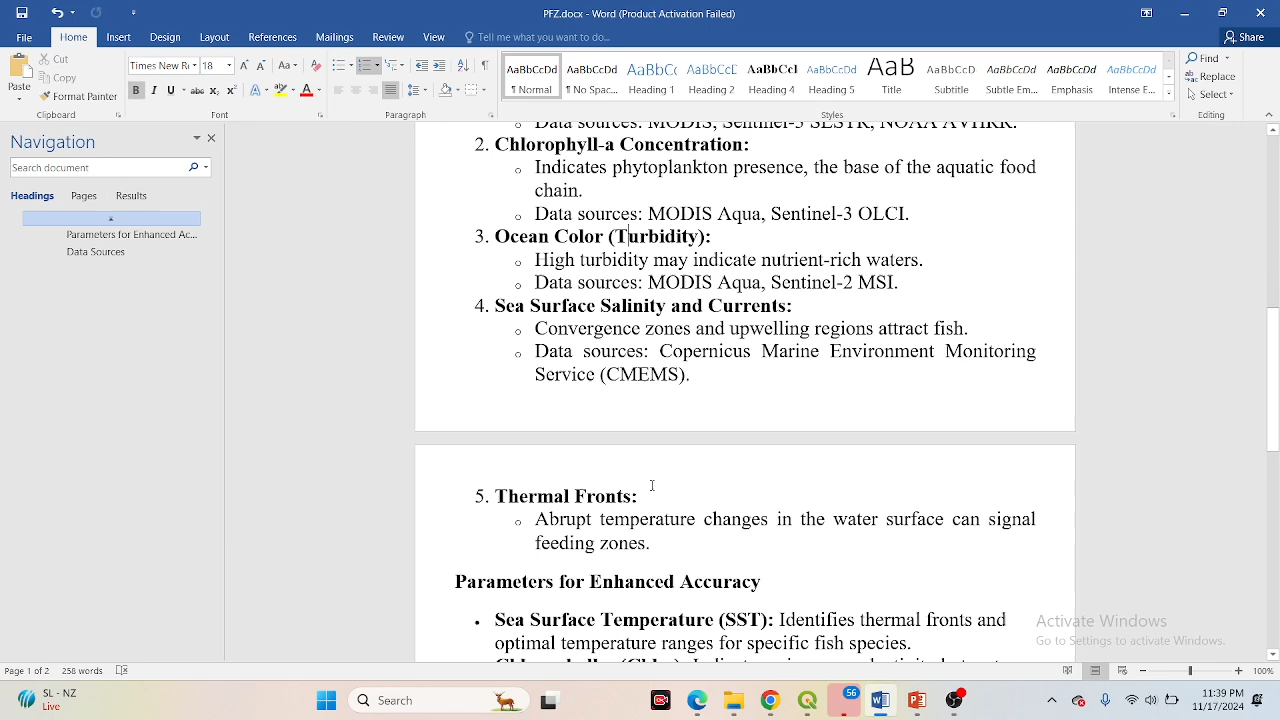 PFZ.docx - Word (Product Activation Failed)
File Home Insert Design Layout References Mailings Review View Tell me what you want to do... Share
Paste
Cut
Copy
Format Painter
Times New Ro 18
AaBbCcDd AaBbCcDd AaBbC AaBbCcD AaBbCcI AaBbCcDd AaB AaBbCcD AaBbCcDd AaBbCcDd AaBbCcDd
¶ Normal ¶ No Spac... Heading 1 Heading 2 Heading 4 Heading 5 Title Subtitle Subtle Em... Emphasis Intense E...
Find
Replace
Select
Clipboard Font Paragraph Styles Editing
Navigation
Search document
Headings Pages Results
Parameters for Enhanced Ac...
Data Sources
Data sources: MODIS, Sentinel-3 SLSTR, NOAA AVHRR.
2. Chlorophyll-a Concentration:
Indicates phytoplankton presence, the base of the aquatic food
chain.
Data sources: MODIS Aqua, Sentinel-3 OLCI.
3. Ocean Color (Turbidity):
High turbidity may indicate nutrient-rich waters.
Data sources: MODIS Aqua, Sentinel-2 MSI.
4. Sea Surface Salinity and Currents:
Convergence zones and upwelling regions attract fish.
Data sources: Copernicus Marine Environment Monitoring
Service (CMEMS).
5. Thermal Fronts:
Abrupt temperature changes in the water surface can signal
feeding zones.
Parameters for Enhanced Accuracy
Sea Surface Temperature (SST): Identifies thermal fronts and
optimal temperature ranges for specific fish species.
Activate Windows
Go to Settings to activate Windows.
Page 1 of 2 258 words 100%
SL - NZ
Live
Search
56
11:39 PM
11/17/2024